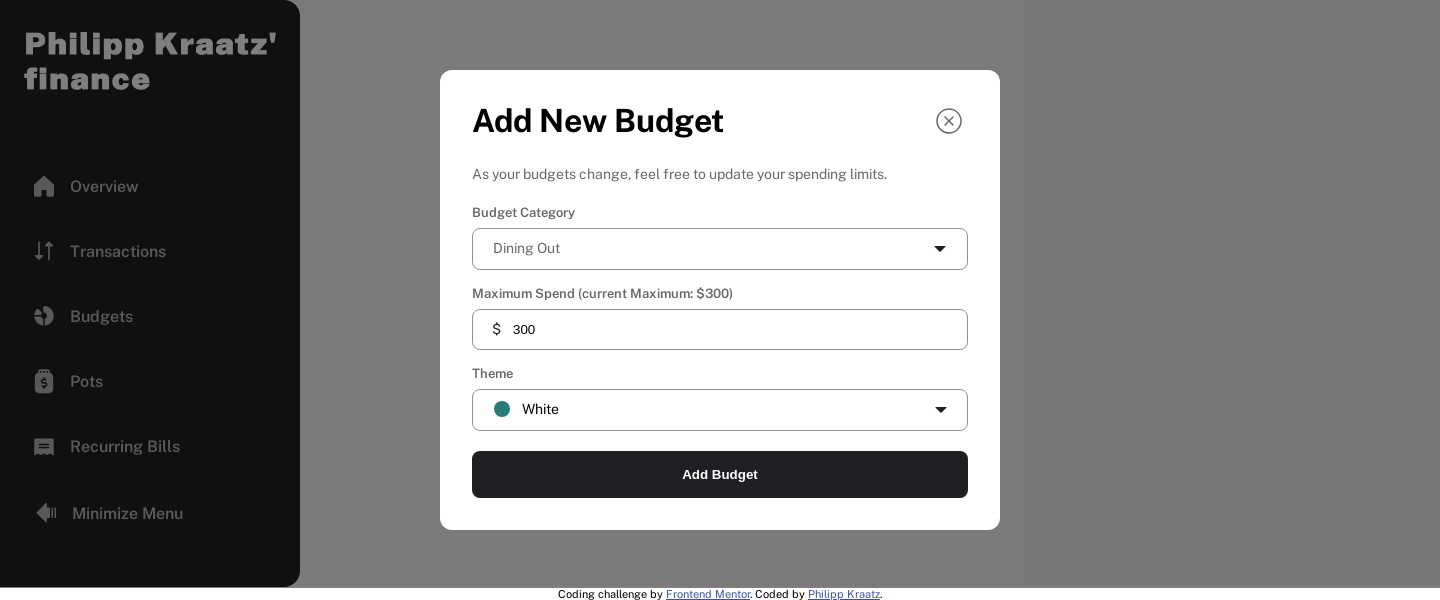 Philipp Kraatz'
finance
Overview
Transactions
Budgets
Pots
Recurring Bills
Minimize Menu
Add New Budget
As your budgets change, feel free to update your spending limits.
Budget Category
Dining Out
Maximum Spend (current Maximum: $300)
$ 300
Theme
White
Add Budget
Coding challenge by Frontend Mentor. Coded by Philipp Kraatz.